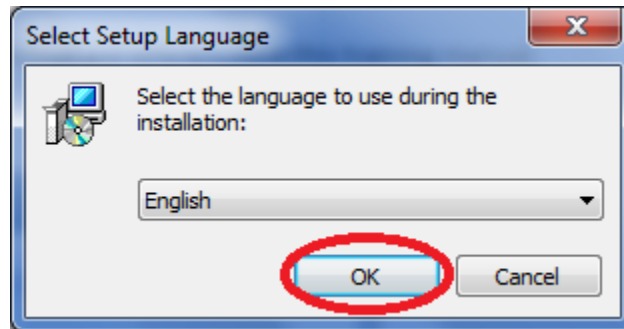 Select Setup Language
Select the language to use during the
installation:
English
OK
Cancel